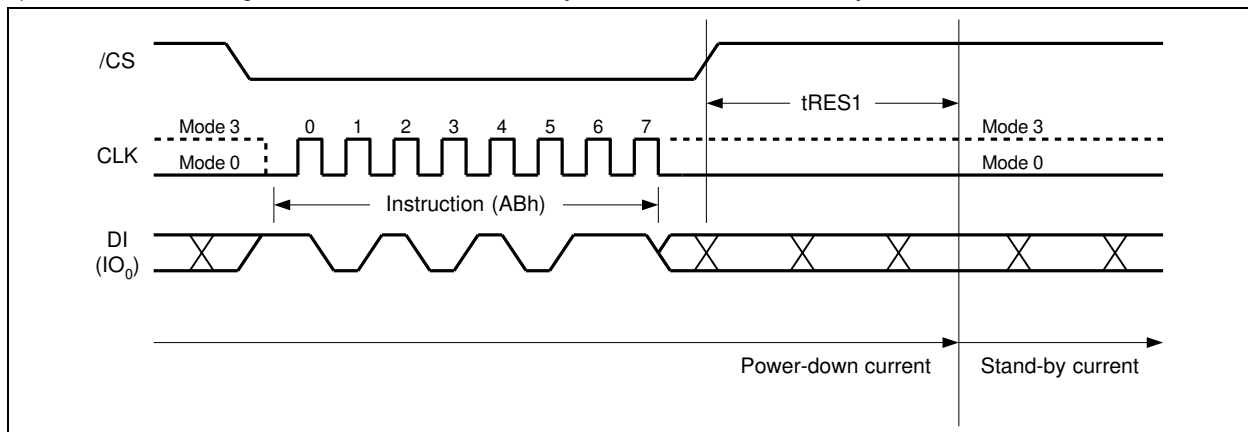 /CS
tRES1
Mode 3 0 1 2 3 4 5 6 7 Mode 3
CLK
Mode 0 Mode 0
Instruction (ABh)
DI
(IO0)
Power-down current Stand-by current